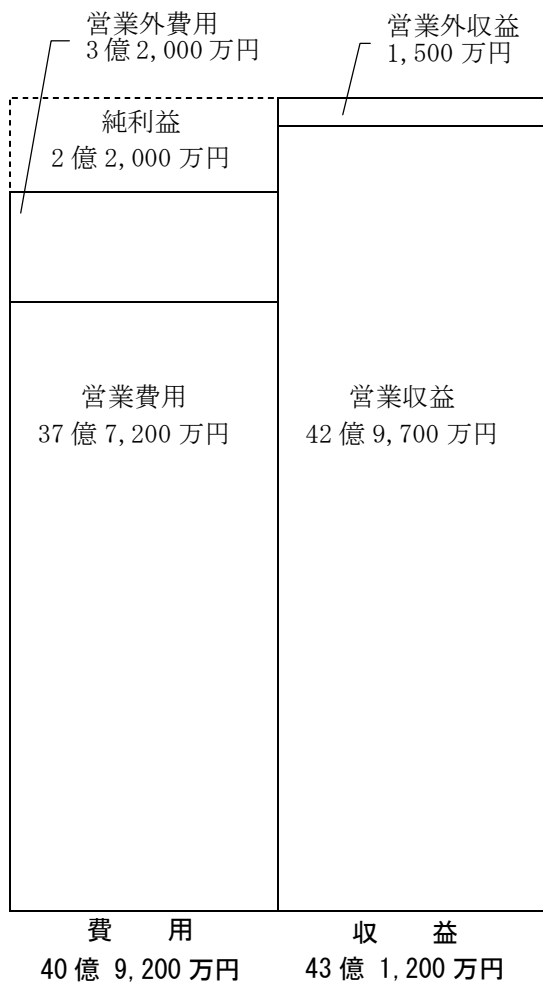 営業外費用
3億2,000万円
営業外収益
1,500万円
純利益
2億2,000万円
営業費用
37億7,200万円
営業収益
42億9,700万円
費 用
40億 9,200万円
収 益
43億 1,200万円